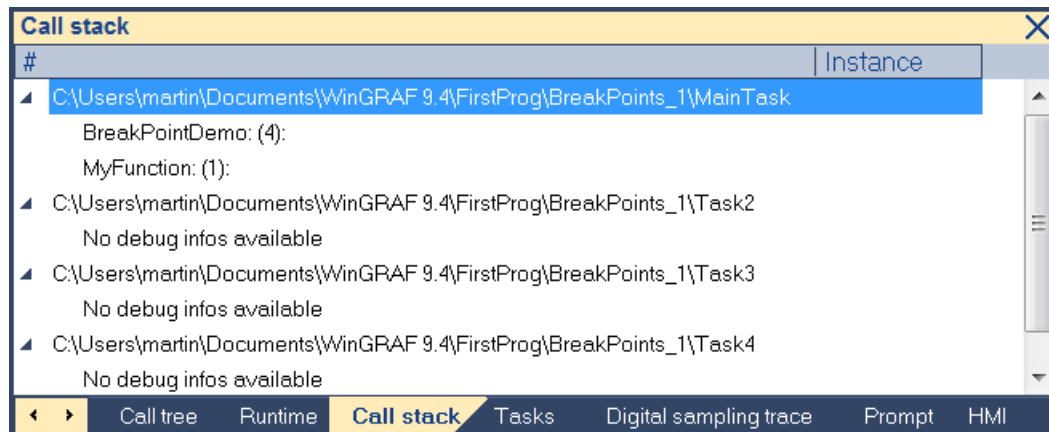 Call stack
# Instance
C:\Users\martin\Documents\WinGRAF 9.4\FirstProg\BreakPoints_1\MainTask
BreakPointDemo: (4):
MyFunction: (1):
C:\Users\martin\Documents\WinGRAF 9.4\FirstProg\BreakPoints_1\Task2
No debug infos available
C:\Users\martin\Documents\WinGRAF 9.4\FirstProg\BreakPoints_1\Task3
No debug infos available
C:\Users\martin\Documents\WinGRAF 9.4\FirstProg\BreakPoints_1\Task4
No debug infos available
Call tree Runtime Call stack Tasks Digital sampling trace Prompt HMI